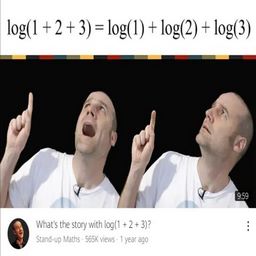 log(1 + 2 + 3) = log(1) + log(2) + log(3)
9:59
What's the story with log(1 + 2 + 3)?
Stand-up Maths · 565K views · 1 year ago